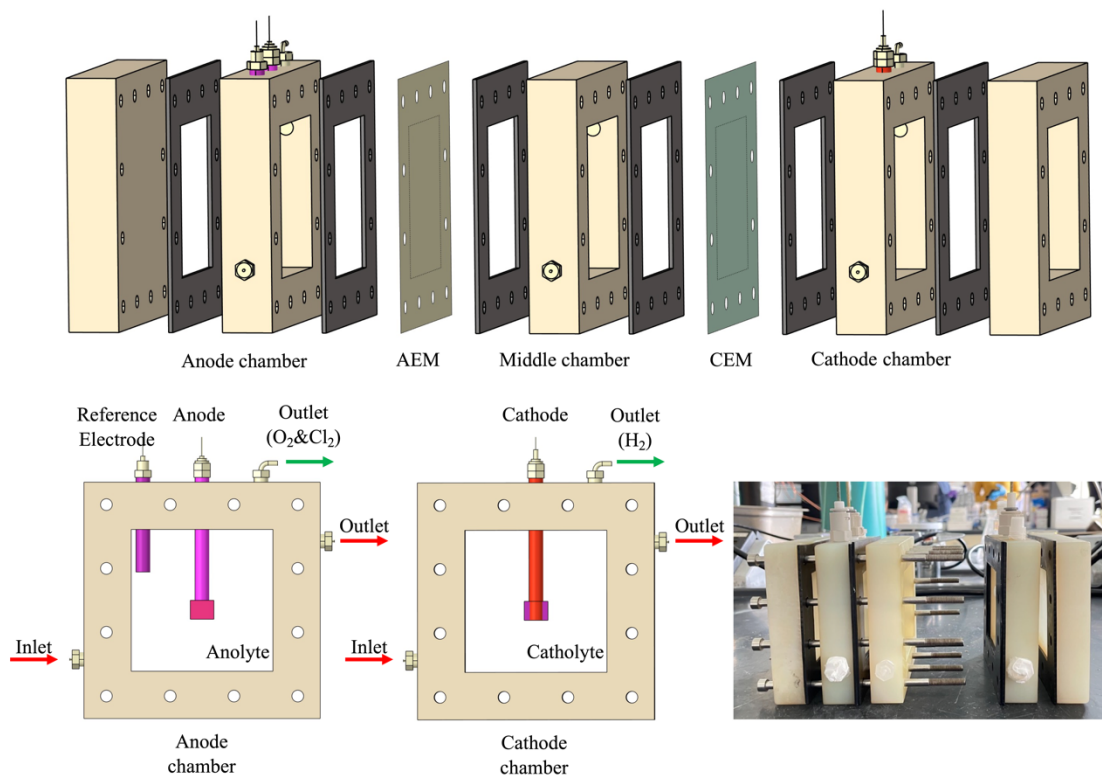 Anode chamber
AEM
Middle chamber
CEM
Cathode chamber
Reference
Electrode
Anode
Outlet
(O₂&Cl₂)
Outlet
Inlet
Anolyte
Anode
chamber
Cathode
Outlet
(H₂)
Outlet
Inlet
Catholyte
Cathode
chamber